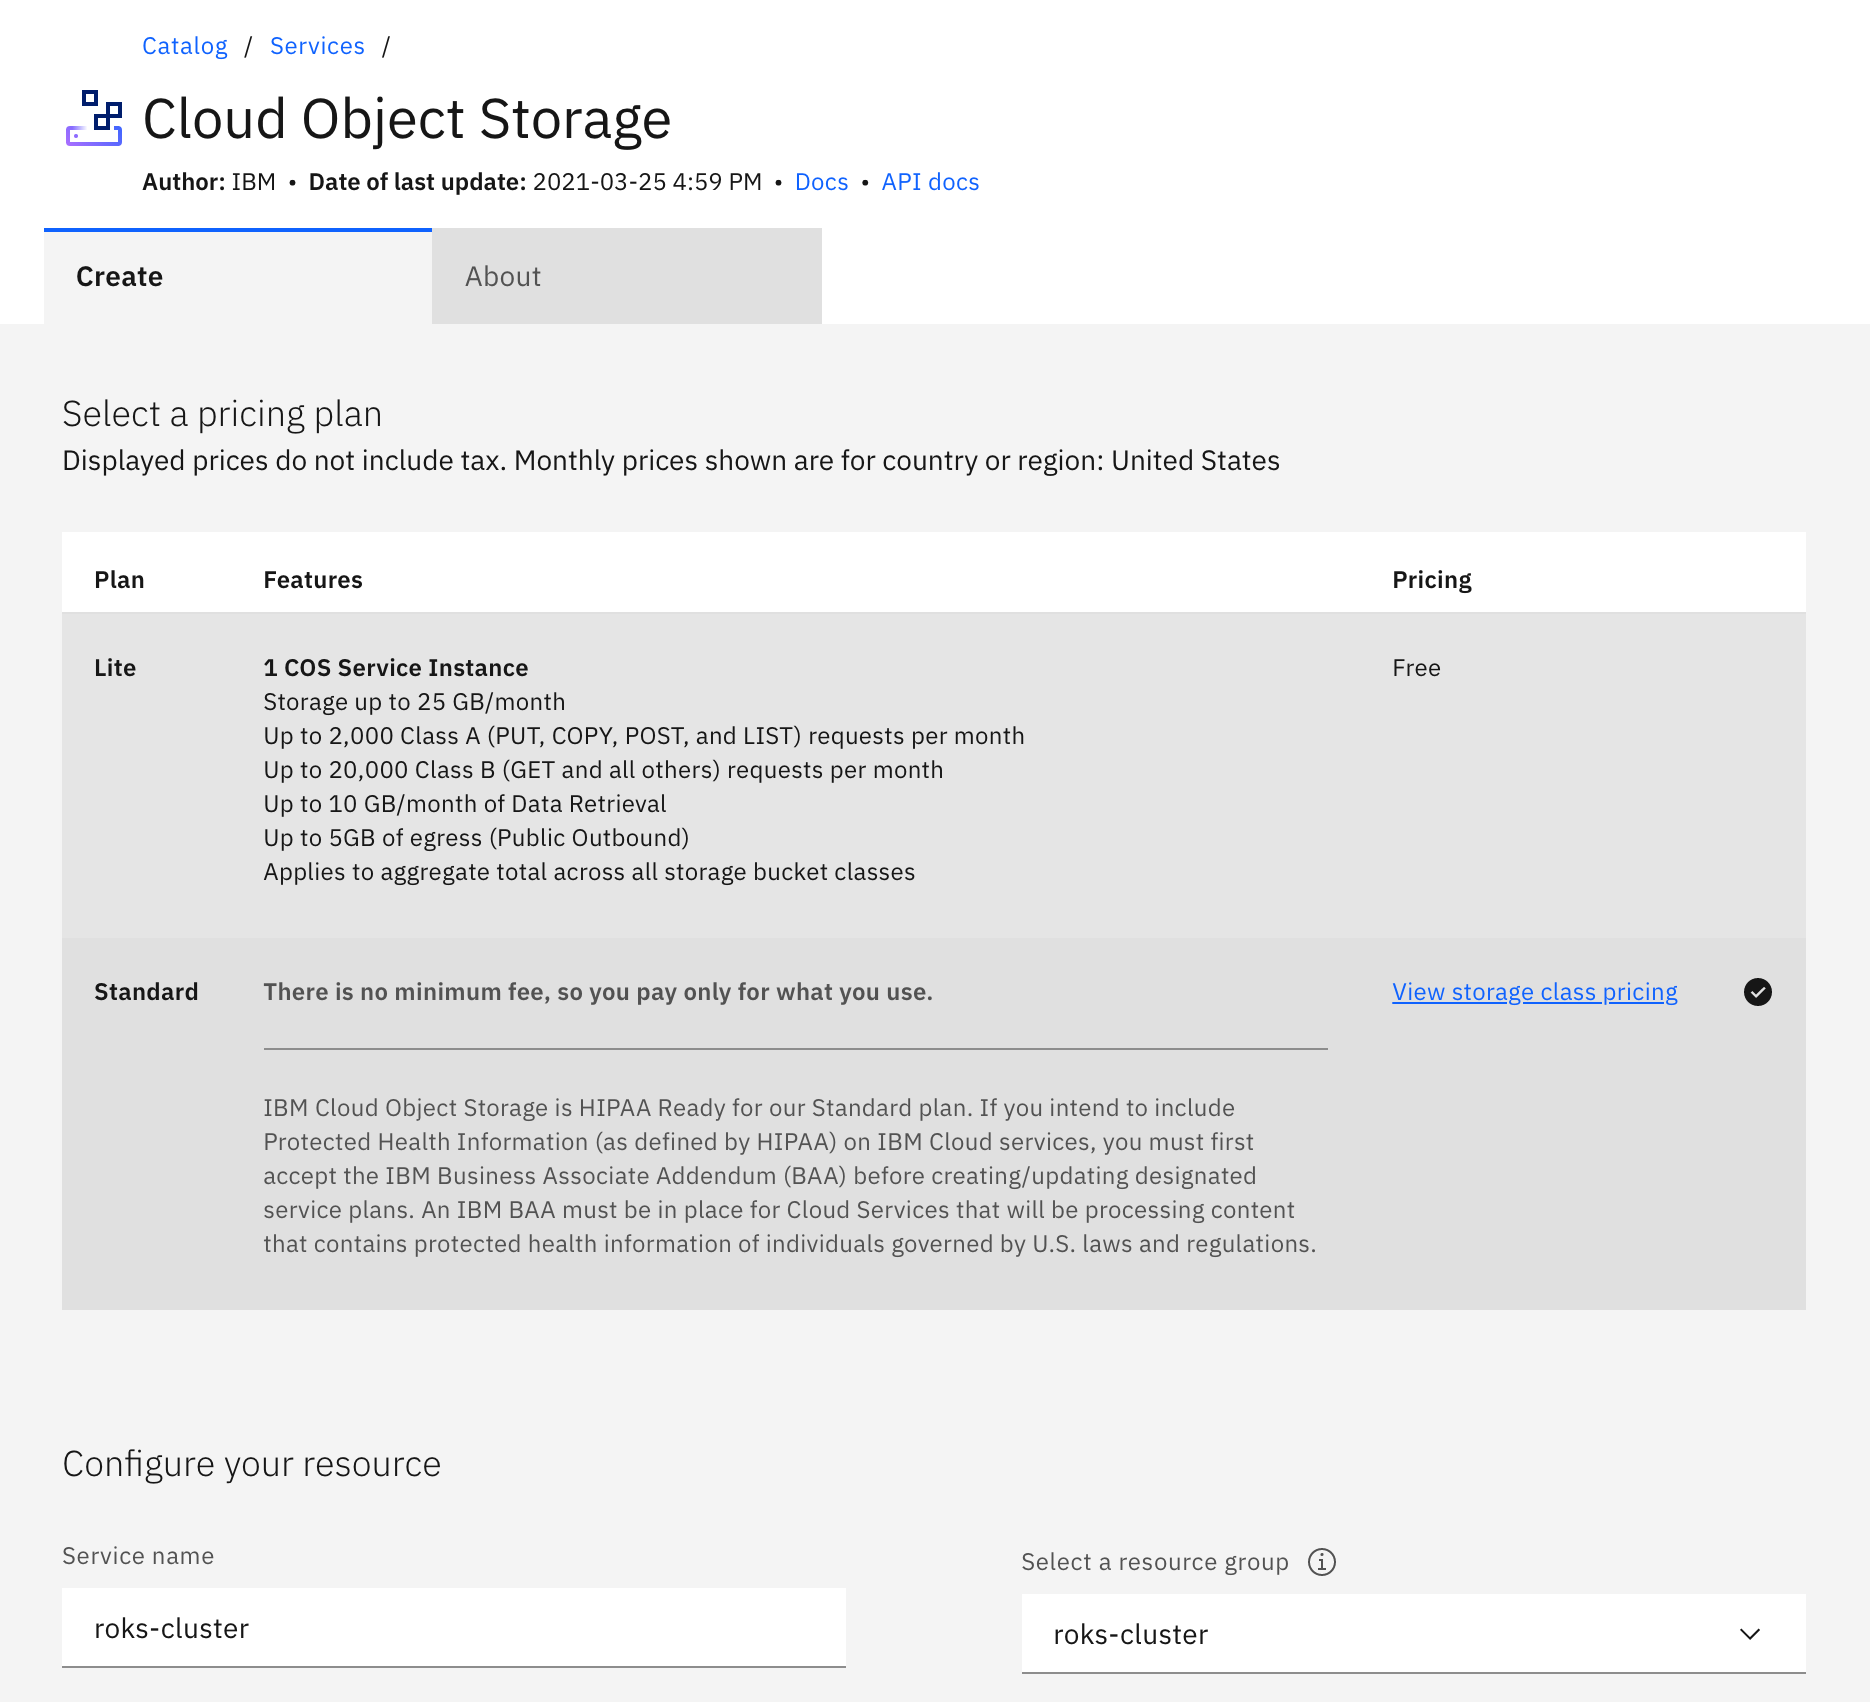 Catalog / Services /
Cloud Object Storage
Author: IBM • Date of last update: 2021-03-25 4:59 PM • Docs • API docs
Create
About
Select a pricing plan
Displayed prices do not include tax. Monthly prices shown are for country or region: United States
Plan
Features
Pricing
Lite
1 COS Service Instance
Free
Storage up to 25 GB/month
Up to 2,000 Class A (PUT, COPY, POST, and LIST) requests per month
Up to 20,000 Class B (GET and all others) requests per month
Up to 10 GB/month of Data Retrieval
Up to 5GB of egress (Public Outbound)
Applies to aggregate total across all storage bucket classes
Standard
There is no minimum fee, so you pay only for what you use.
View storage class pricing
IBM Cloud Object Storage is HIPAA Ready for our Standard plan. If you intend to include
Protected Health Information (as defined by HIPAA) on IBM Cloud services, you must first
accept the IBM Business Associate Addendum (BAA) before creating/updating designated
service plans. An IBM BAA must be in place for Cloud Services that will be processing content
that contains protected health information of individuals governed by U.S. laws and regulations.
Configure your resource
Service name
roks-cluster
Select a resource group
roks-cluster